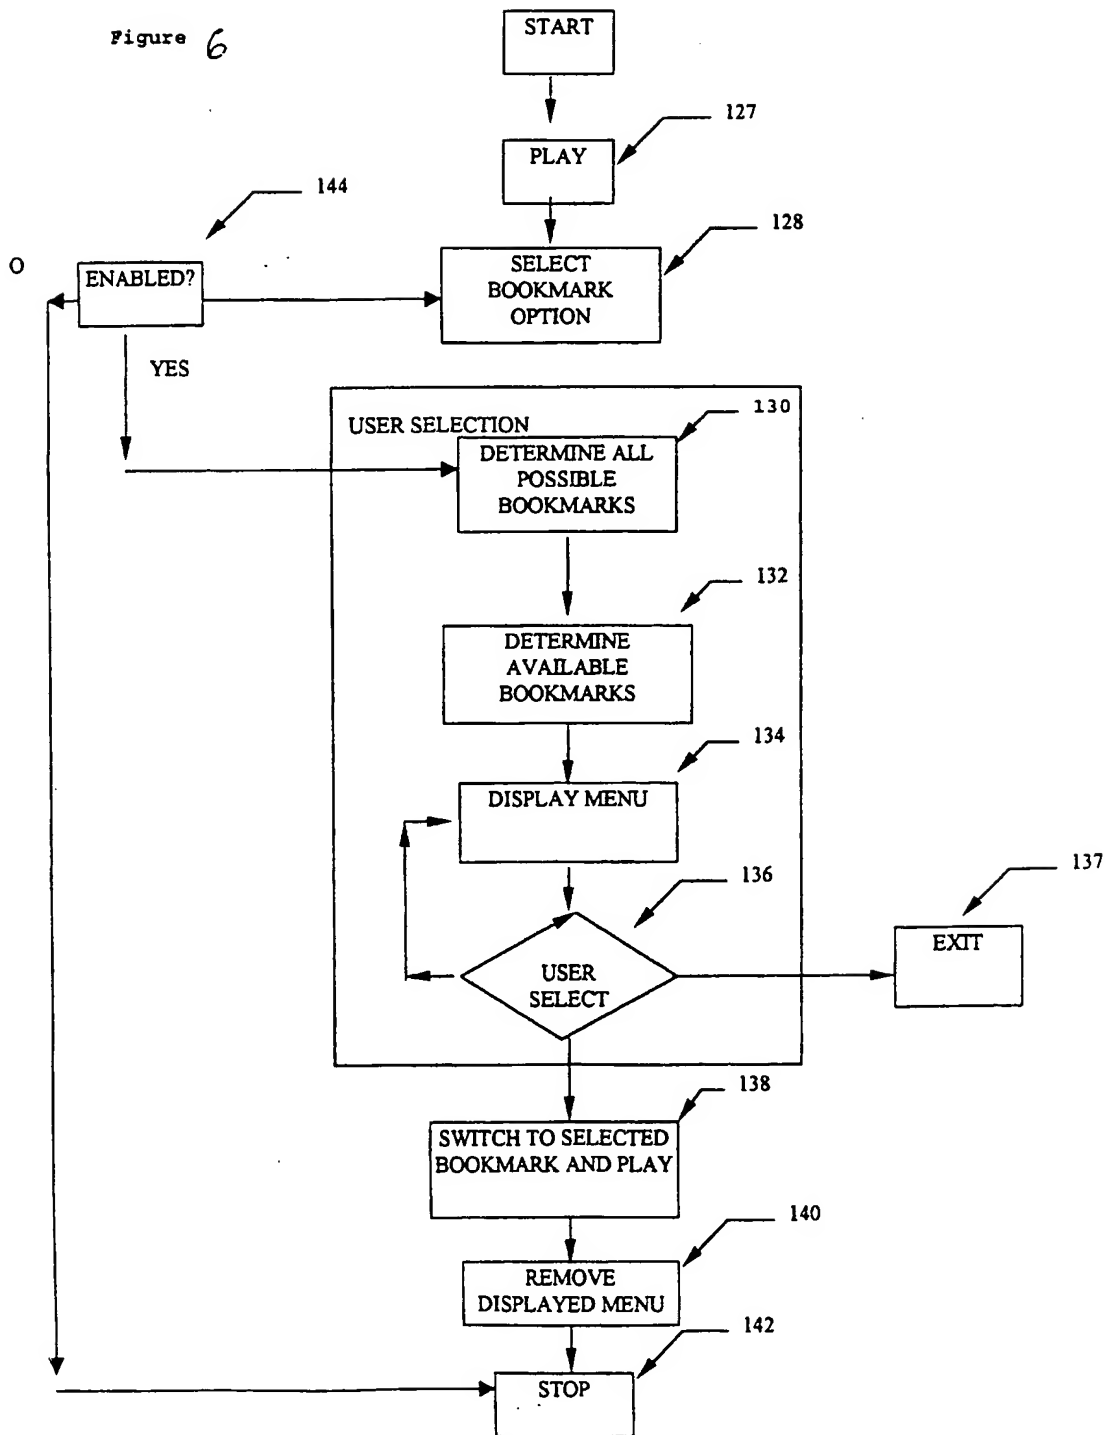 Figure 6
START
127
PLAY
144
128
O
ENABLED?
SELECT
BOOKMARK
OPTION
YES
130
USER SELECTION
DETERMINE ALL
POSSIBLE
BOOKMARKS
132
DETERMINE
AVAILABLE
BOOKMARKS
134
DISPLAY MENU
136
137
EXIT
USER
SELECT
138
SWITCH TO SELECTED
BOOKMARK AND PLAY
140
REMOVE
DISPLAYED MENU
142
STOP